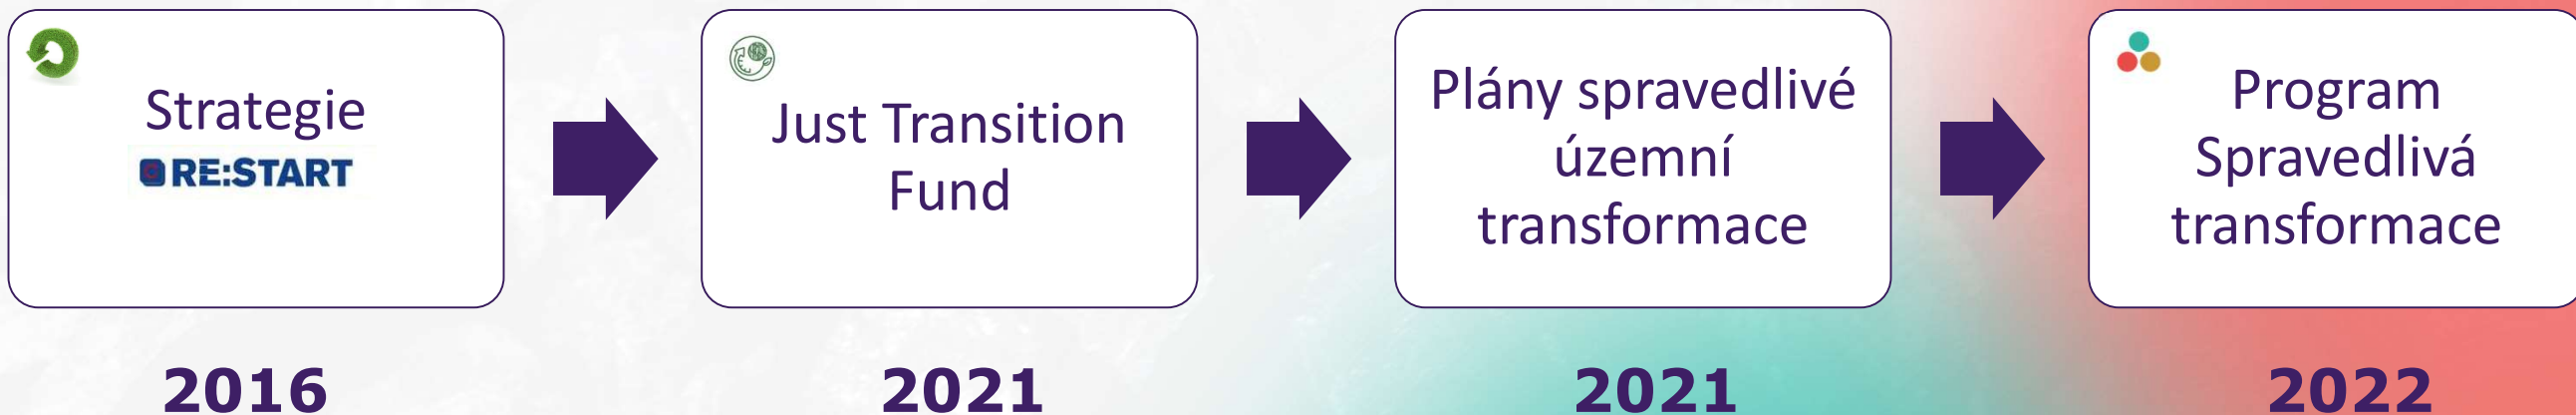 Strategie
RE:START
Just Transition
Fund
Plány spravedlivé
územní
transformace
Program
Spravedlivá
transformace
2016
2021
2021
2022